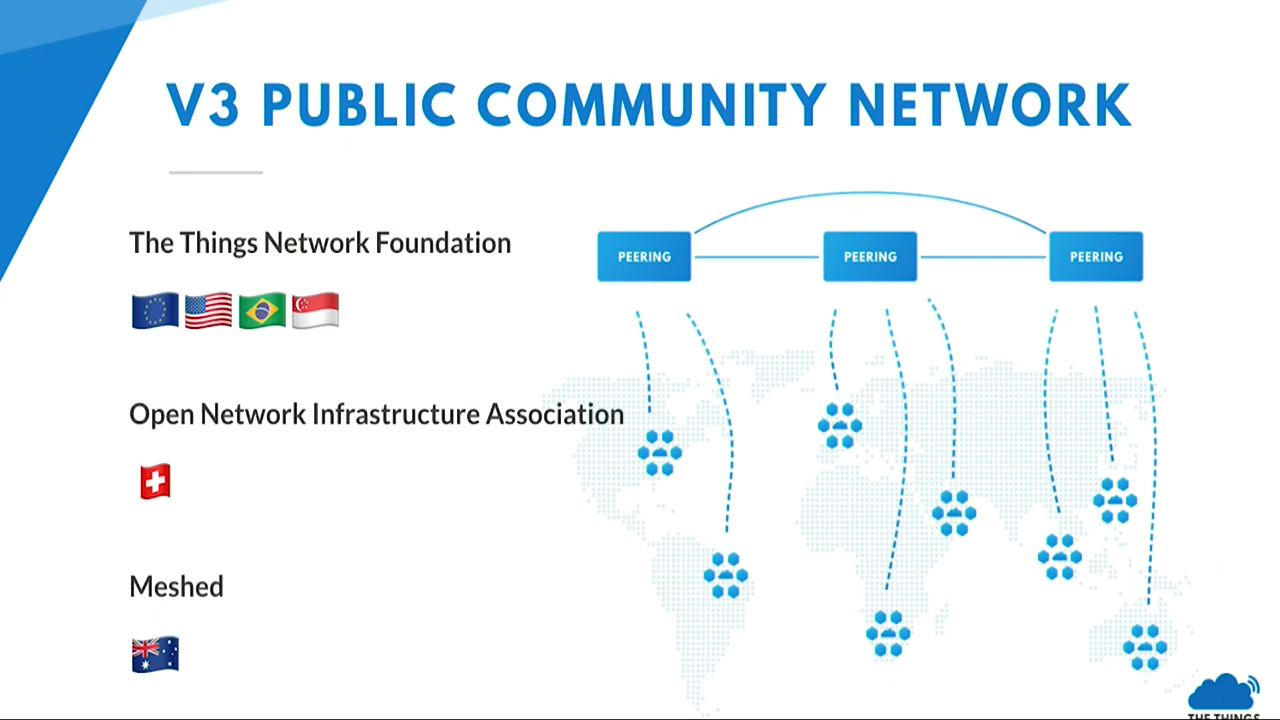 V3 PUBLIC COMMUNITY NETWORK
The Things Network Foundation
PEERING
PEERING
PEERING
Open Network Infrastructure Association
Meshed
THE THINGS